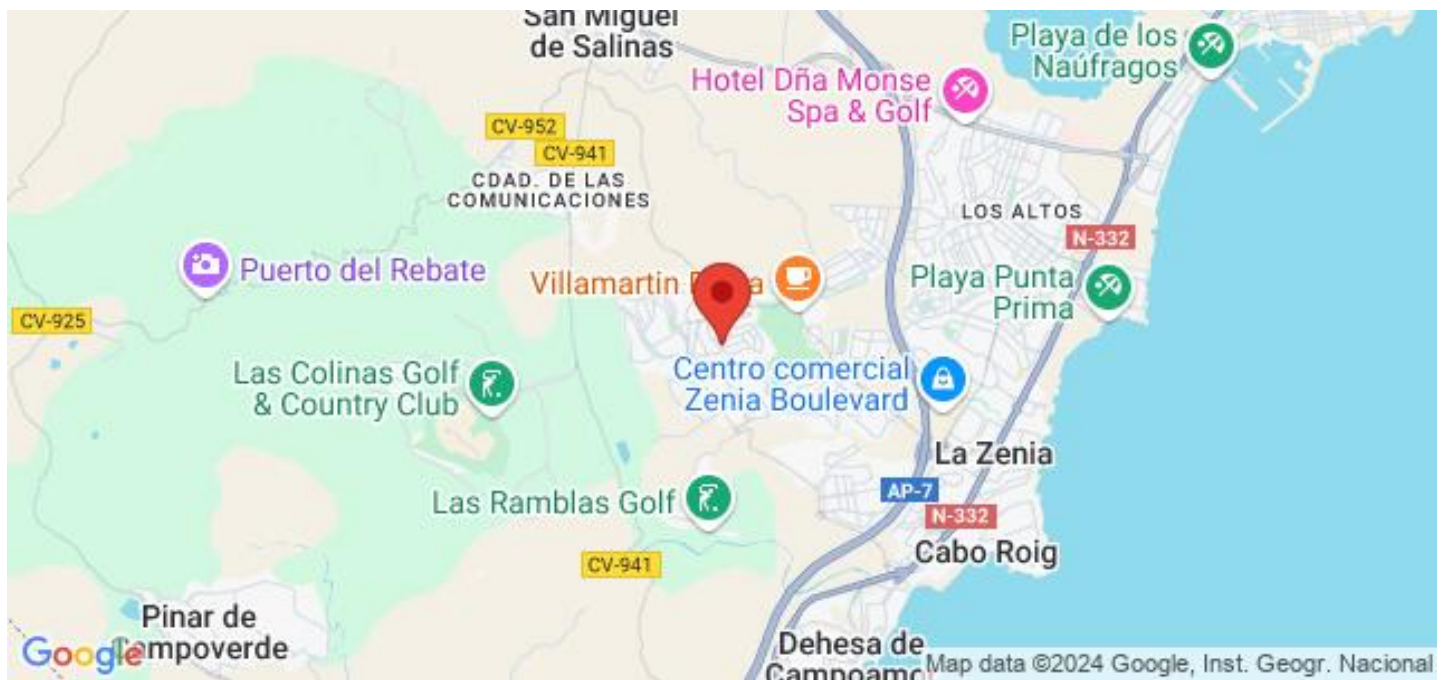 San Miguel
de Salinas
Playa de los
Naúfragos
Hotel Dña Monse
Spa & Golf
CV-952
CV-941
CDAD. DE LAS
COMUNICACIONES
LOS ALTOS
N-332
Puerto del Rebate
Villamartin
Playa Punta
Prima
CV-925
Las Colinas Golf
& Country Club
Centro comercial
Zenia Boulevard
La Zenia
Las Ramblas Golf
AP-7
N-332
Cabo Roig
CV-941
Pinar de
Campoverde
Dehesa de
Campoamor
Google
Map data ©2024 Google, Inst. Geogr. Nacional